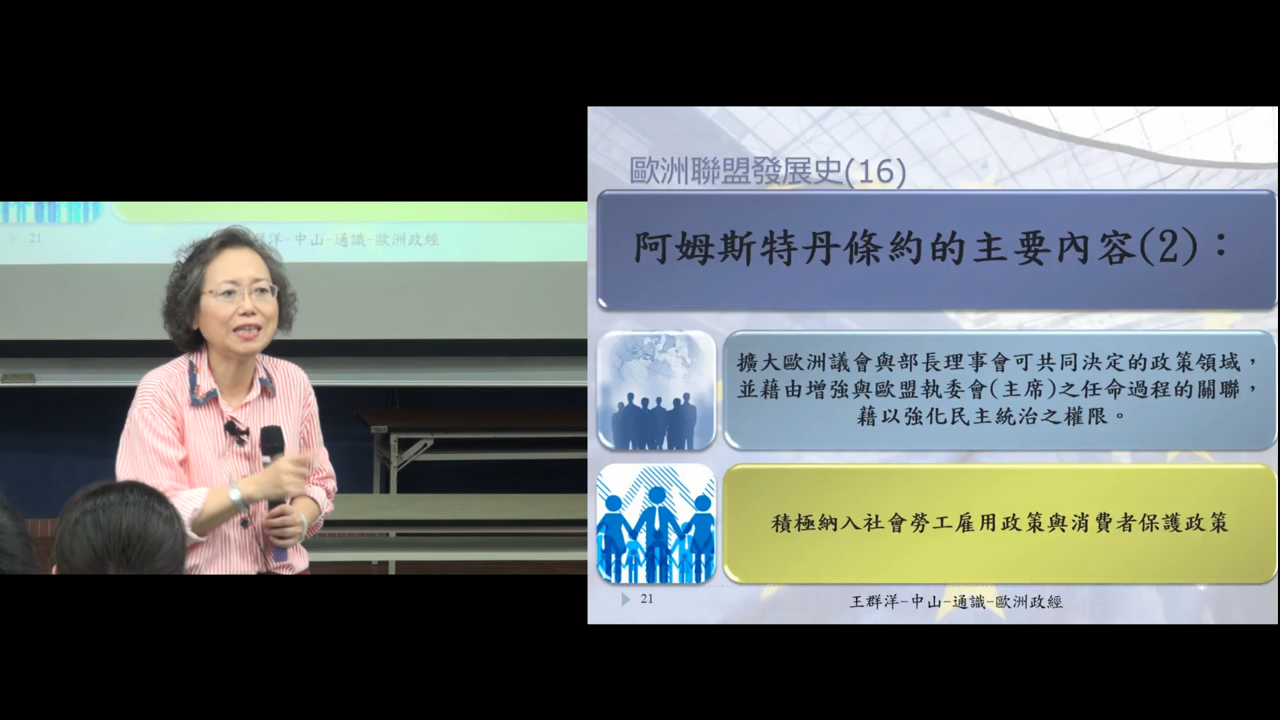 21
群洋-中山-通識-歐洲政經
歐洲聯盟發展史(16)
阿姆斯特丹條約的主要內容(2)：
擴大歐洲議會與部長理事會可共同決定的政策領域，
並藉由增強與歐盟執委會(主席)之任命過程的關聯，
藉以強化民主統治之權限。
積極納入社會勞工雇用政策與消費者保護政策
21
王群洋-中山-通識-歐洲政經